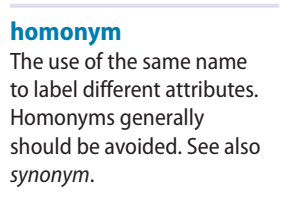 homonym
The use of the same name
to label different attributes.
Homonyms generally
should be avoided. See also
synonym.